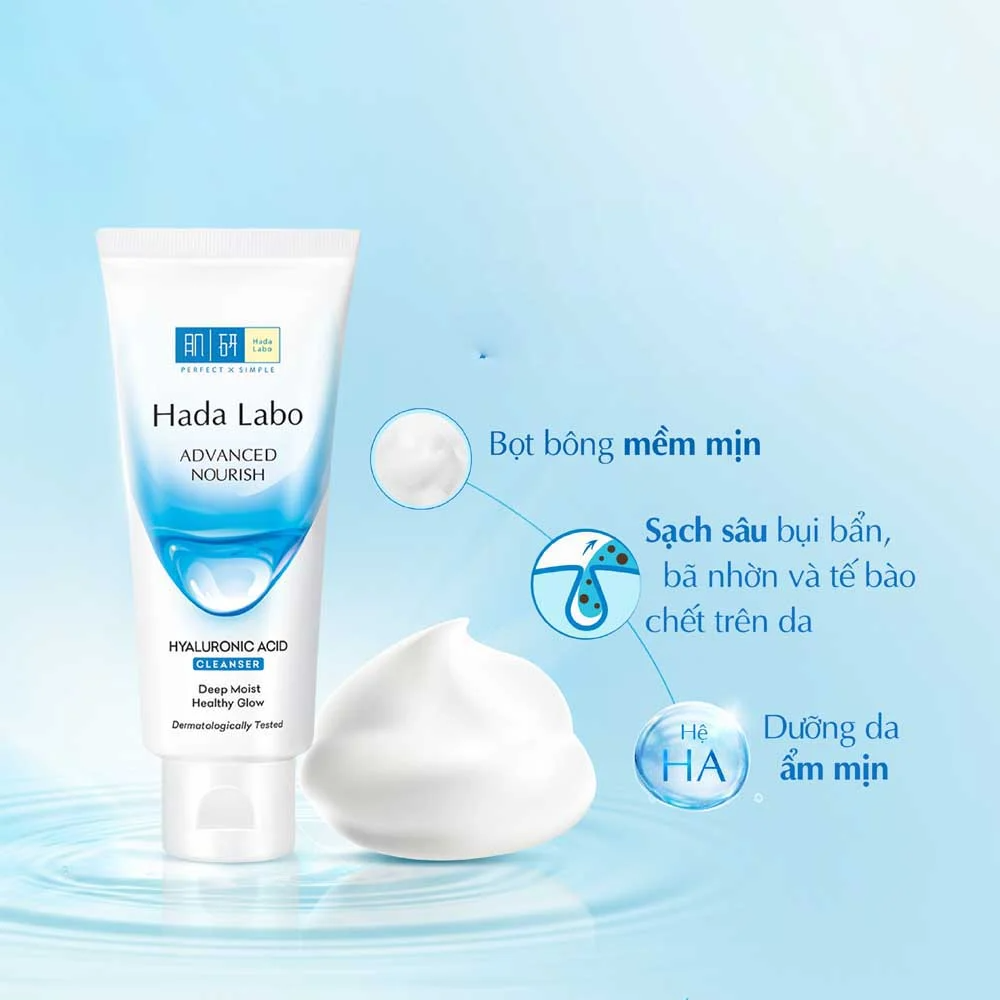 肌研 Hada
Labo
PERFECT X SIMPLE
Hada Labo
ADVANCED
NOURISH
HYALURONIC ACID
CLEANSER
Deep Moist
Healthy Glow
Dermatologically Tested
Bọt bông mềm mịn
Sạch sâu bụi bẩn,
bã nhờn và tế bào
chết trên da
Hệ
HA
Dưỡng da
ẩm mịn